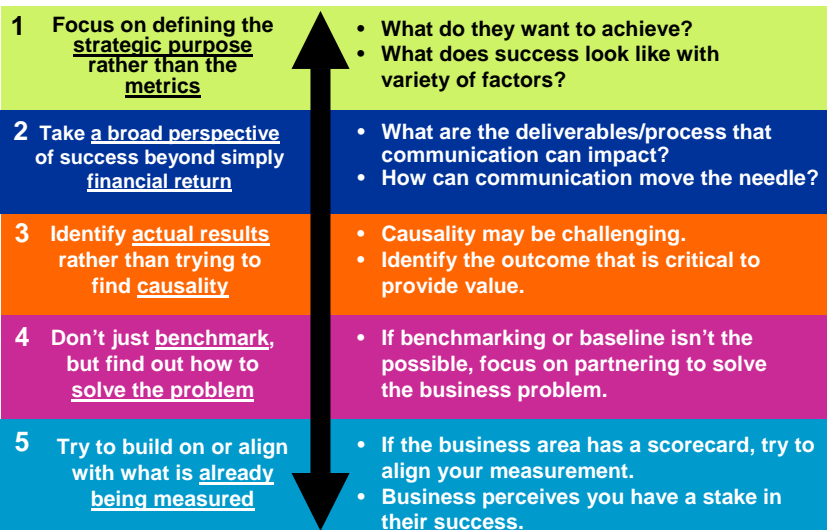 1 Focus on defining the
strategic purpose
rather than the
metrics
• What do they want to achieve?
• What does success look like with
variety of factors?
2 Take a broad perspective
of success beyond simply
financial return
• What are the deliverables/process that
communication can impact?
• How can communication move the needle?
3 Identify actual results
rather than trying to
find causality
• Causality may be challenging.
• Identify the outcome that is critical to
provide value.
4 Don’t just benchmark,
but find out how to
solve the problem
• If benchmarking or baseline isn’t the
possible, focus on partnering to solve
the business problem.
5 Try to build on or align
with what is already
being measured
• If the business area has a scorecard, try to
align your measurement.
• Business perceives you have a stake in
their success.